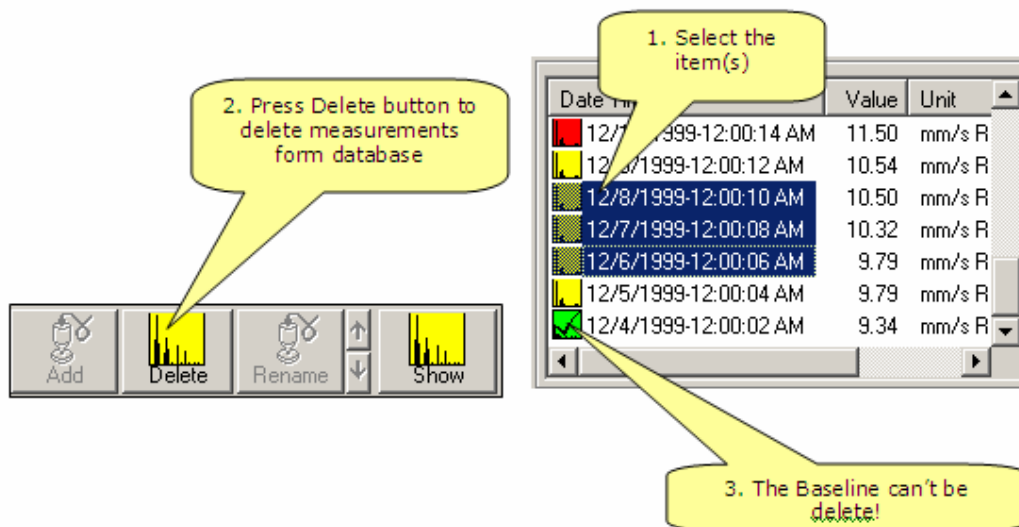 1. Select the
item(s)
2. Press Delete button to
delete measurements
form database
Value Unit
12/ 1999-12:00:14 AM 11.50 mm/s R
12/ /1999-12:00:12 AM 10.54 mm/s R
12/8/1999-12:00:10 AM 10.50 mm/s R
12/7/1999-12:00:08 AM 10.32 mm/s R
12/6/1999-12:00:06 AM 9.79 mm/s R
12/5/1999-12:00:04 AM 9.79 mm/s R
12/4/1999-12:00:02 AM 9.34 mm/s R
Add Delete Rename Show
3. The Baseline can't be
delete!